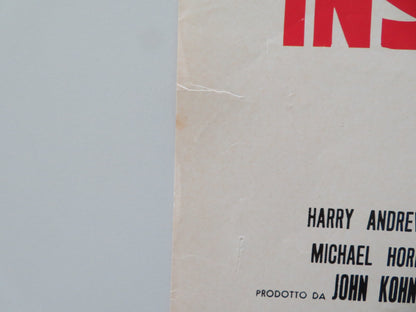 INS
HARRY ANDREW
MICHAEL HOR
PRODOTTO DA JOHN KOHN